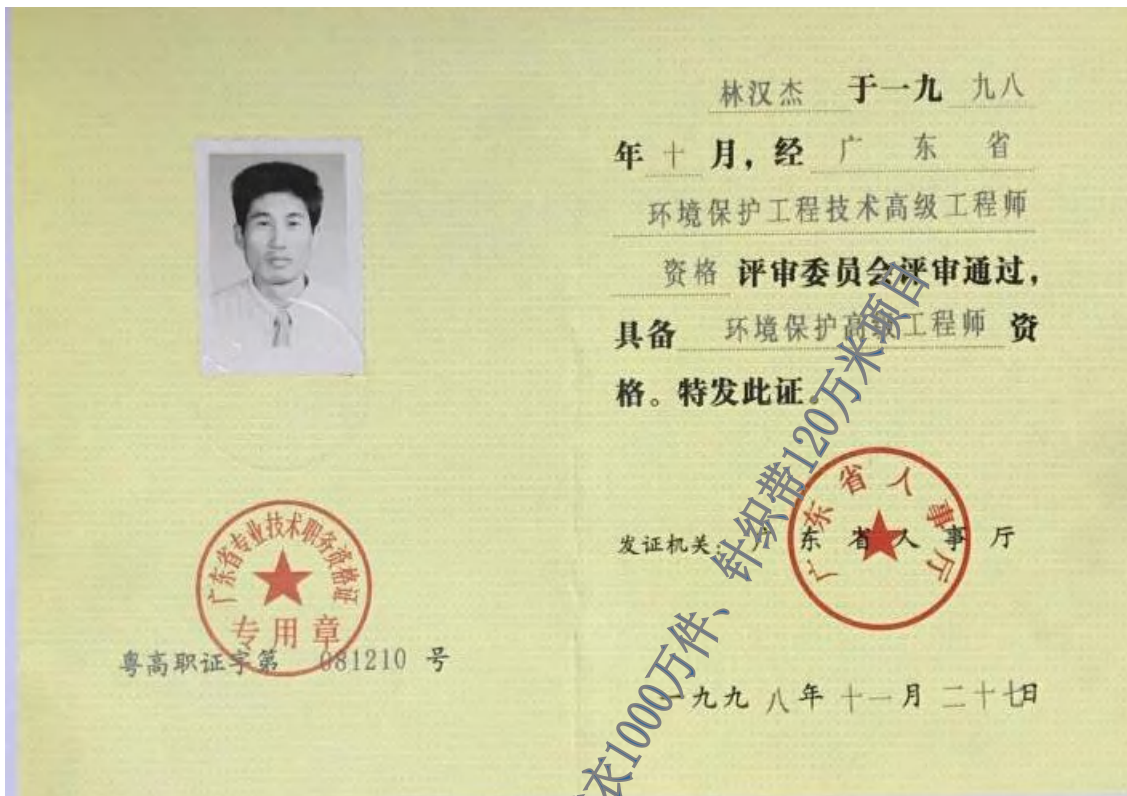 林汉杰 于一九九八
年十月，经广东省
环境保护工程技术高级工程师
资格评审委员会评审通过，
具备 环境保护高级工程师 资
格。特发此证。
广东省人事厅
发证机关：广东省人事厅
一九九八年十一月二十七日
广东省专业技术职务资格证
专用章
粤高职证字第 081210 号
衣1000万件、针织带120万米项目